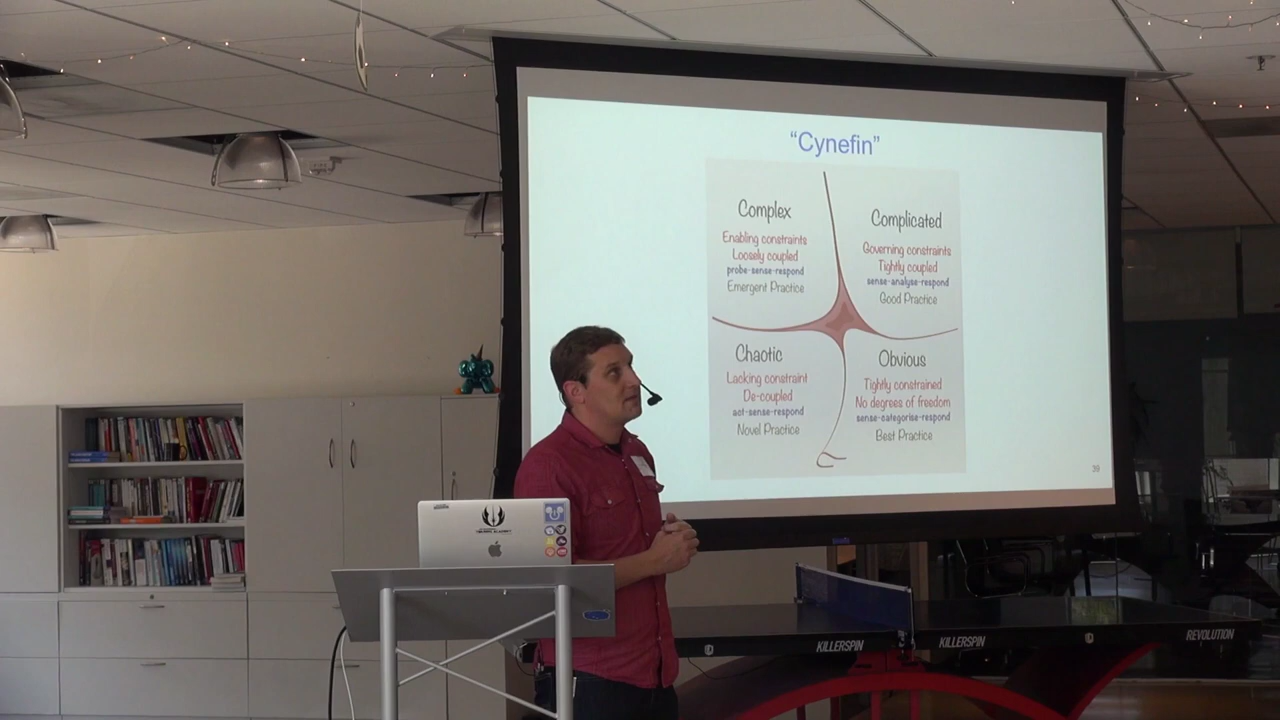 “Cynefin”
Complex
Enabling constraints
Loosely coupled
probe-sense-respond
Emergent Practice
Complicated
Governing constraints
Tightly coupled
sense-analyse-respond
Good Practice
Chaotic
Lacking constraint
De-coupled
act-sense-respond
Novel Practice
Obvious
Tightly constrained
No degrees of freedom
sense-categorise-respond
Best Practice
39
KILLERSPIN
KILLERSPIN
REVOLUTION